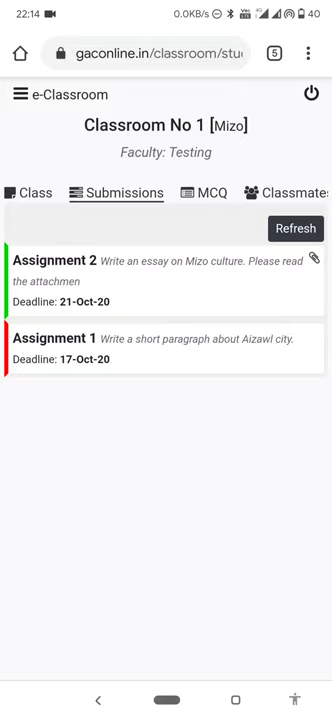 22:14 0.0KB/s 4G 40
gaconline.in/classroom/stu 5
e-Classroom
Classroom No 1 [Mizo]
Faculty: Testing
Class Submissions MCQ Classmates
Refresh
Assignment 2 Write an essay on Mizo culture. Please read
the attachmen
Deadline: 21-Oct-20
Assignment 1 Write a short paragraph about Aizawl city.
Deadline: 17-Oct-20